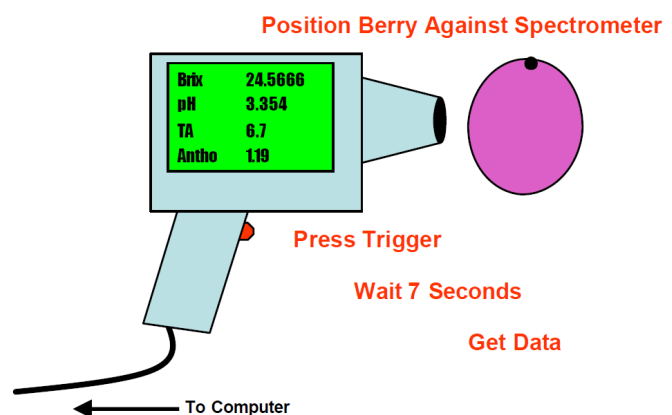 Position Berry Against Spectrometer
Brix 24.5666
pH 3.354
TA 6.7
Antho 1.19
Press Trigger
Wait 7 Seconds
Get Data
To Computer